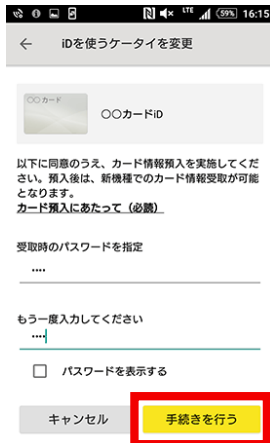 LTE 59% 16:15
← iDを使うケータイを変更
○○カード
○○カードiD
以下に同意のうえ、カード情報預入を実施してくだ
さい。預入後は、新機種でのカード情報受取が可能
となります。
カード預入にあたって（必読）
受取時のパスワードを指定
････
もう一度入力してください
････
パスワードを表示する
キャンセル 手続きを行う